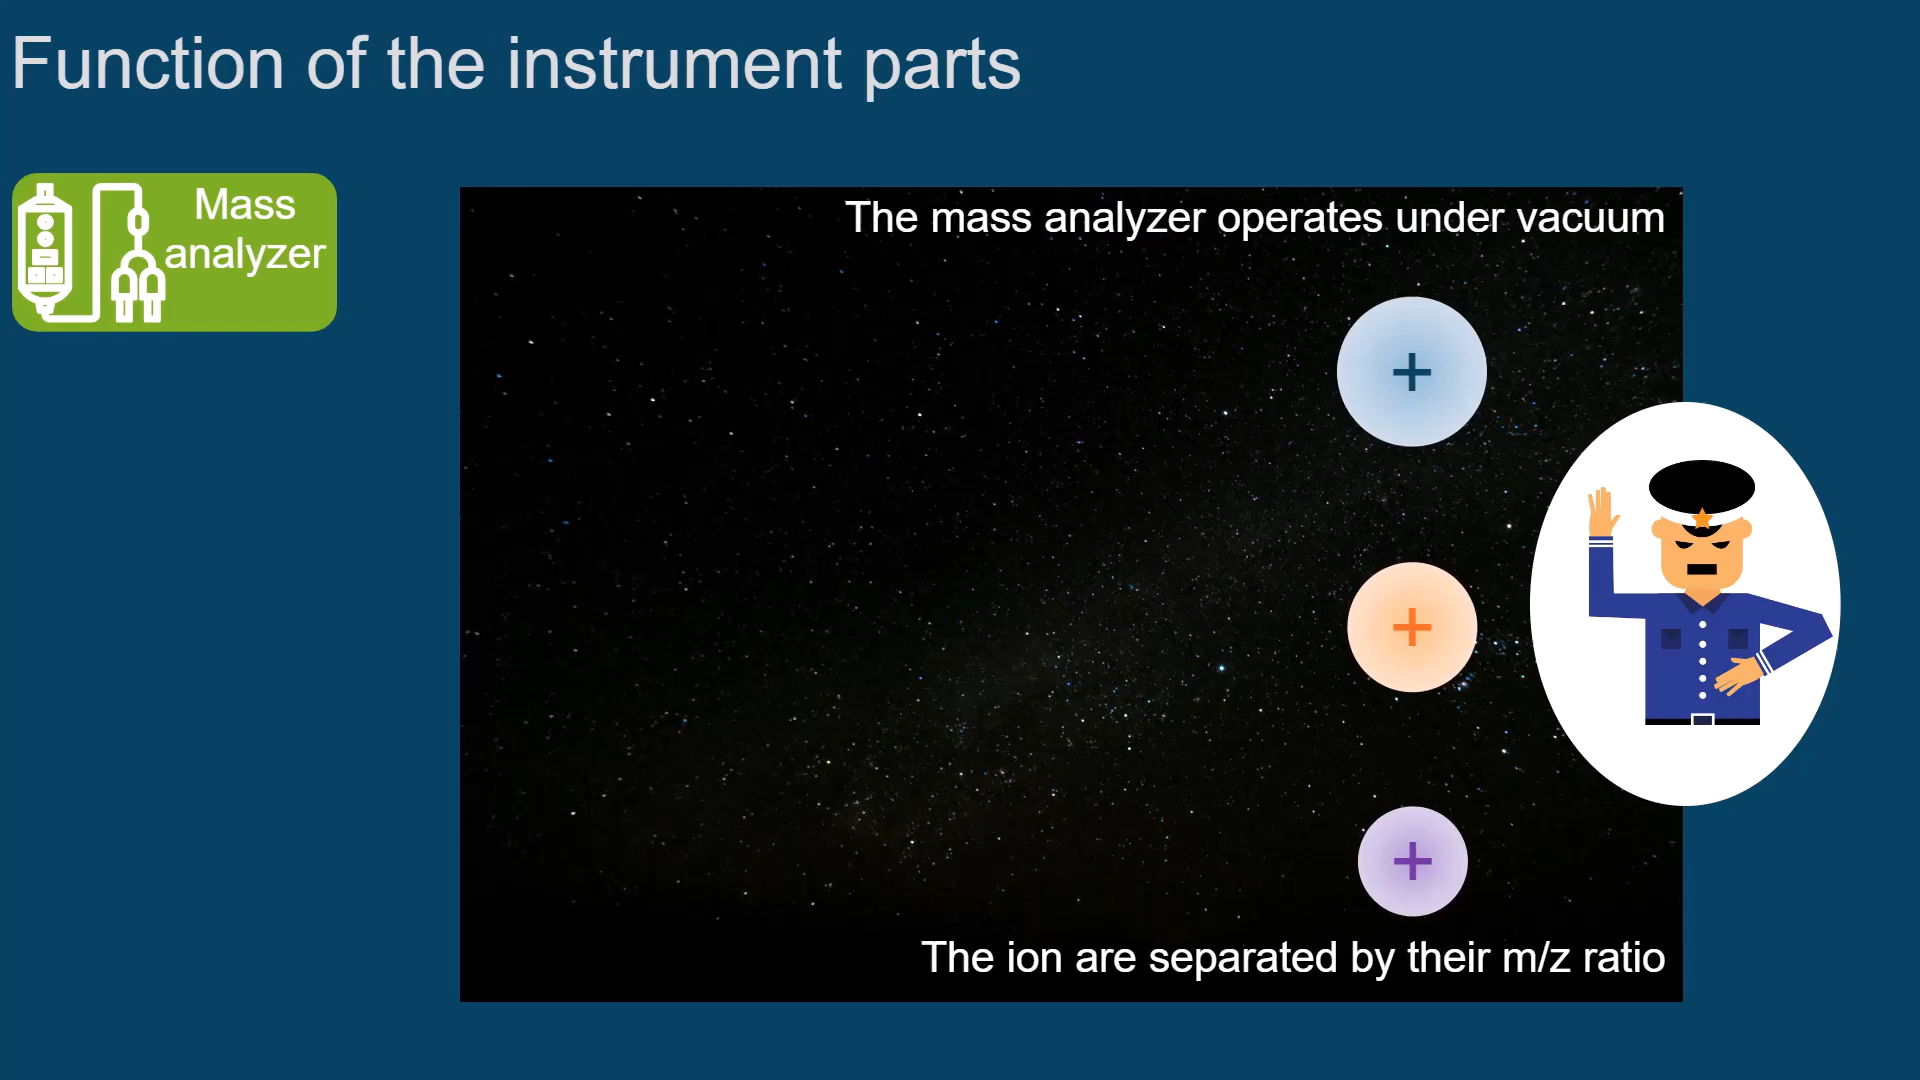 Function of the instrument parts
Mass
analyzer
The mass analyzer operates under vacuum
+
+
+
The ion are separated by their m/z ratio